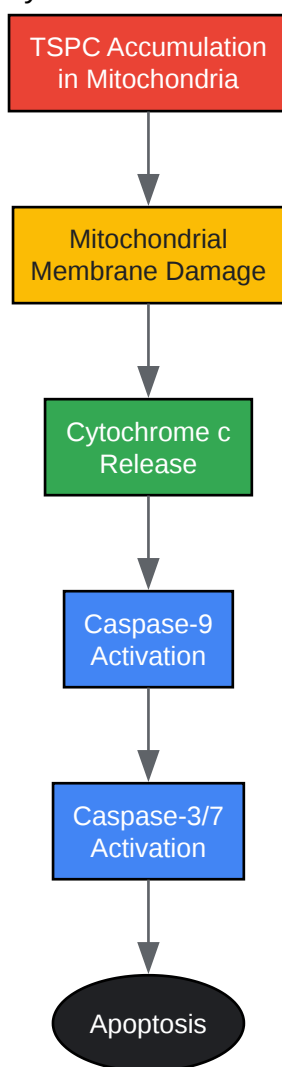 TSPC Accumulation
in Mitochondria
Mitochondrial
Membrane Damage
Cytochrome c
Release
Caspase-9
Activation
Caspase-3/7
Activation
Apoptosis